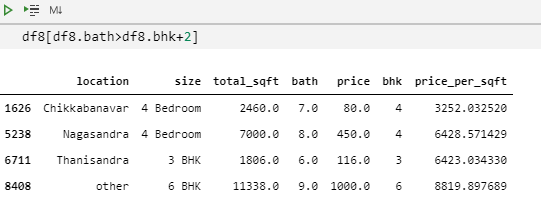 M↓
df8[df8.bath>df8.bhk+2]
location size total_sqft bath price bhk price_per_sqft
1626 Chikkabanavar 4 Bedroom 2460.0 7.0 80.0 4 3252.032520
5238 Nagasandra 4 Bedroom 7000.0 8.0 450.0 4 6428.571429
6711 Thanisandra 3 BHK 1806.0 6.0 116.0 3 6423.034330
8408 other 6 BHK 11338.0 9.0 1000.0 6 8819.897689